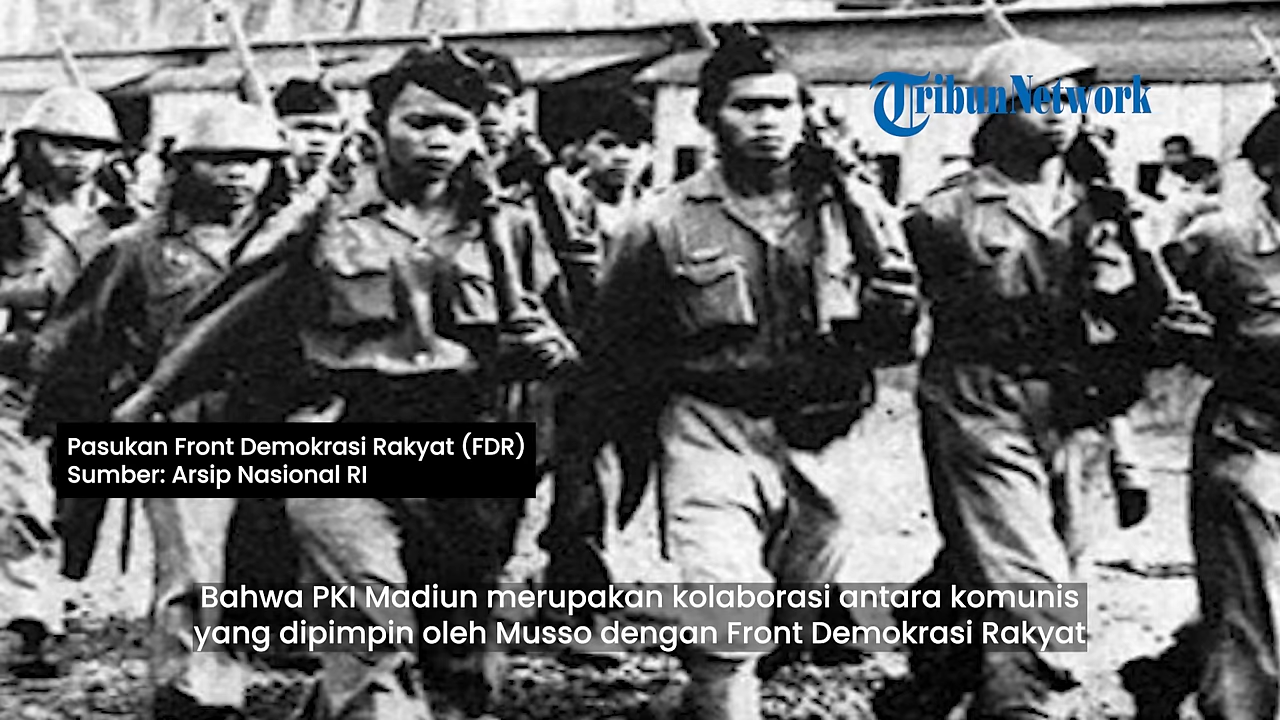 TribunNetwork
Pasukan Front Demokrasi Rakyat (FDR)
Sumber: Arsip Nasional RI
Bahwa PKI Madiun merupakan kolaborasi antara komunis
yang dipimpin oleh Musso dengan Front Demokrasi Rakyat